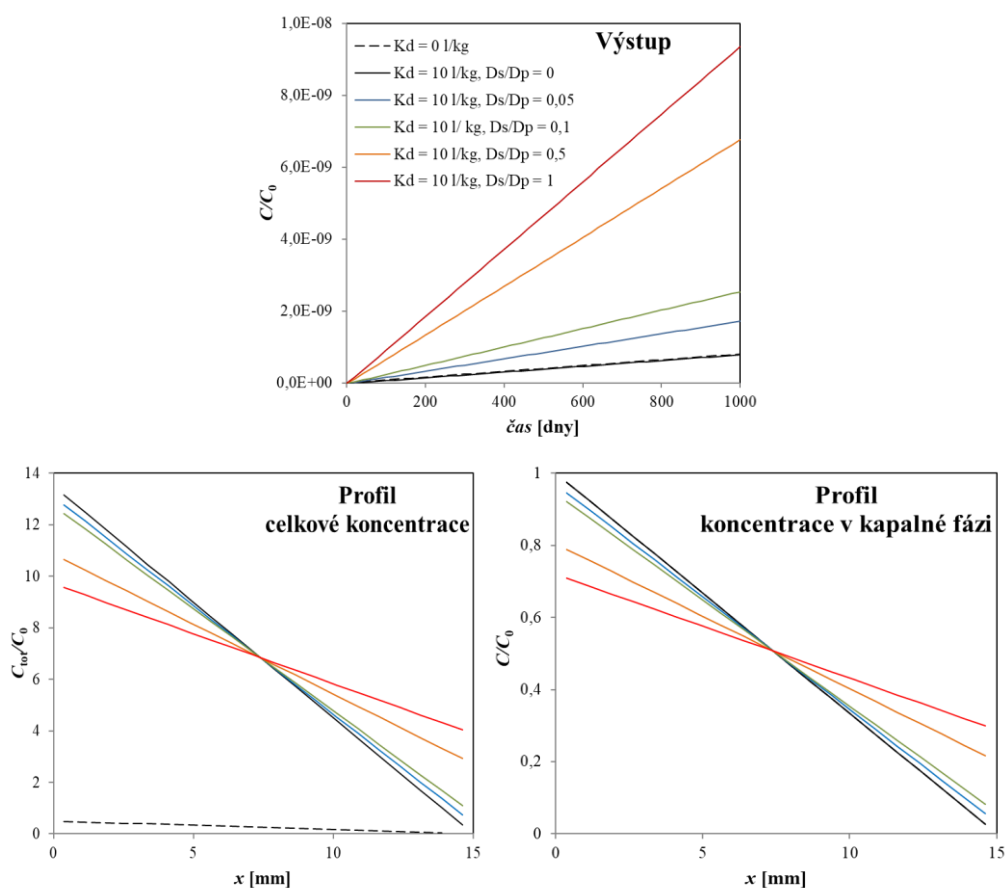 1,0E-08
8,0E-09
6,0E-09
4,0E-09
2,0E-09
0,0E+00
C/C₀
Výstup
Kd = 0 l/kg
Kd = 10 l/kg, Ds/Dp = 0
Kd = 10 l/kg, Ds/Dp = 0,05
Kd = 10 l/ kg, Ds/Dp = 0,1
Kd = 10 l/kg, Ds/Dp = 0,5
Kd = 10 l/kg, Ds/Dp = 1
0 200 400 600 800 1000
čas [dny]
14
12
10
8
6
4
2
0
Cₜₒₜ/C₀
Profil
celkové koncentrace
0 5 10 15
x [mm]
1
0,8
0,6
0,4
0,2
0
C/C₀
Profil
koncentrace v kapalné fázi
0 5 10 15
x [mm]